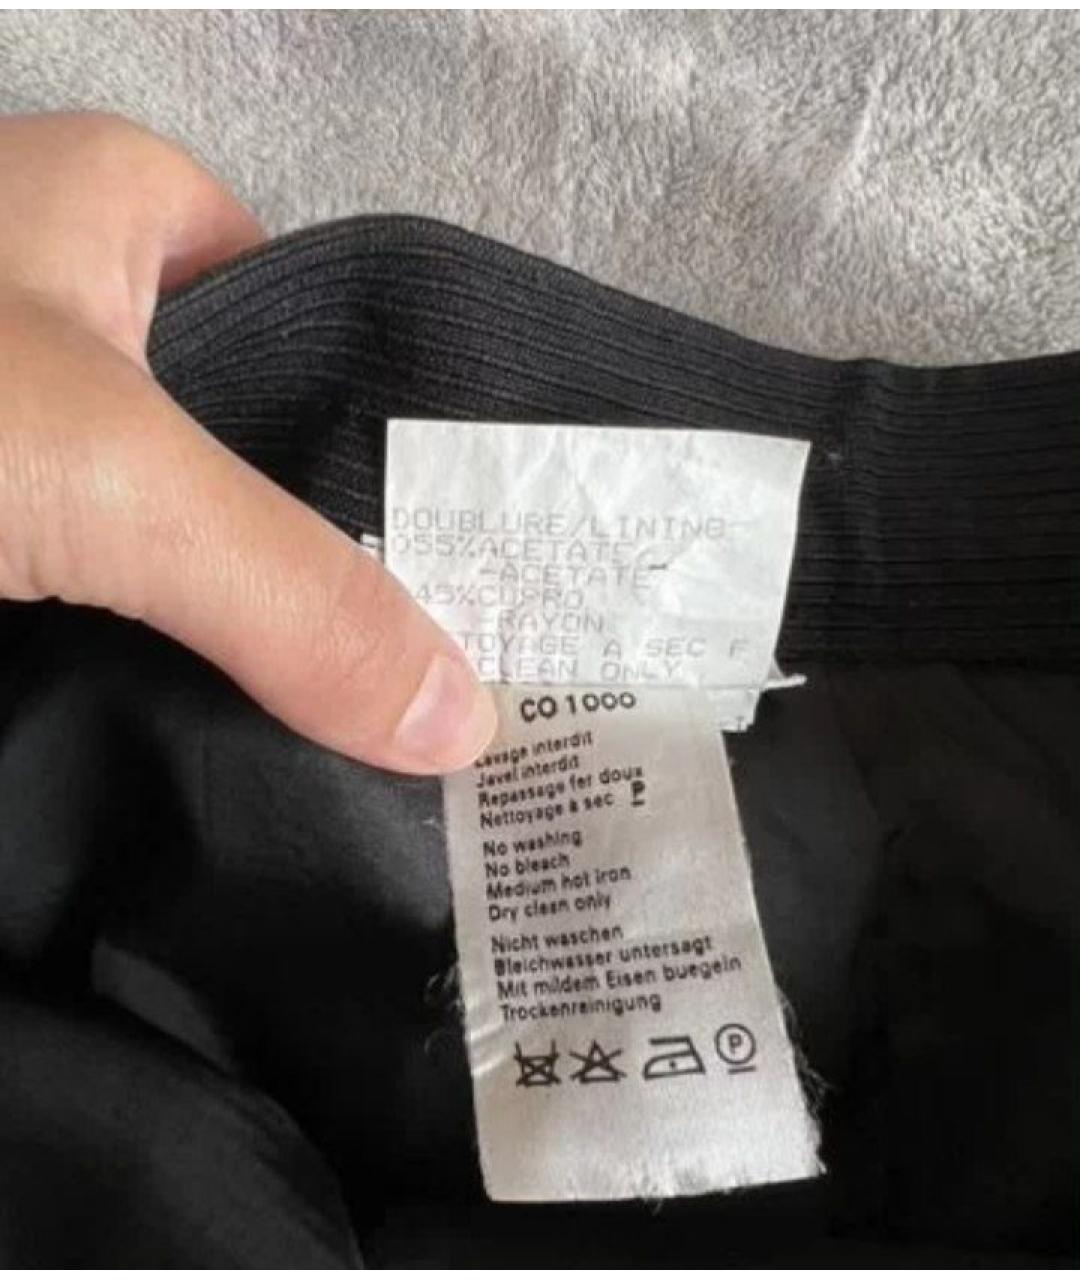 DOUBLURE/LINING
055%ACETATE-
-ACETATE
45%CUPRO
-RAYON
TOYAGE A SEC F
CLEAN ONLY
CO 1000
Lavage interdit
Javel interdit
Repassage fer doux
Nettoyage à sec P
No washing
No bleach
Medium hot iron
Dry clean only
Nicht waschen
Bleichwasser untersagt
Mit mildem Eisen buegeln
Trockenreinigung
P